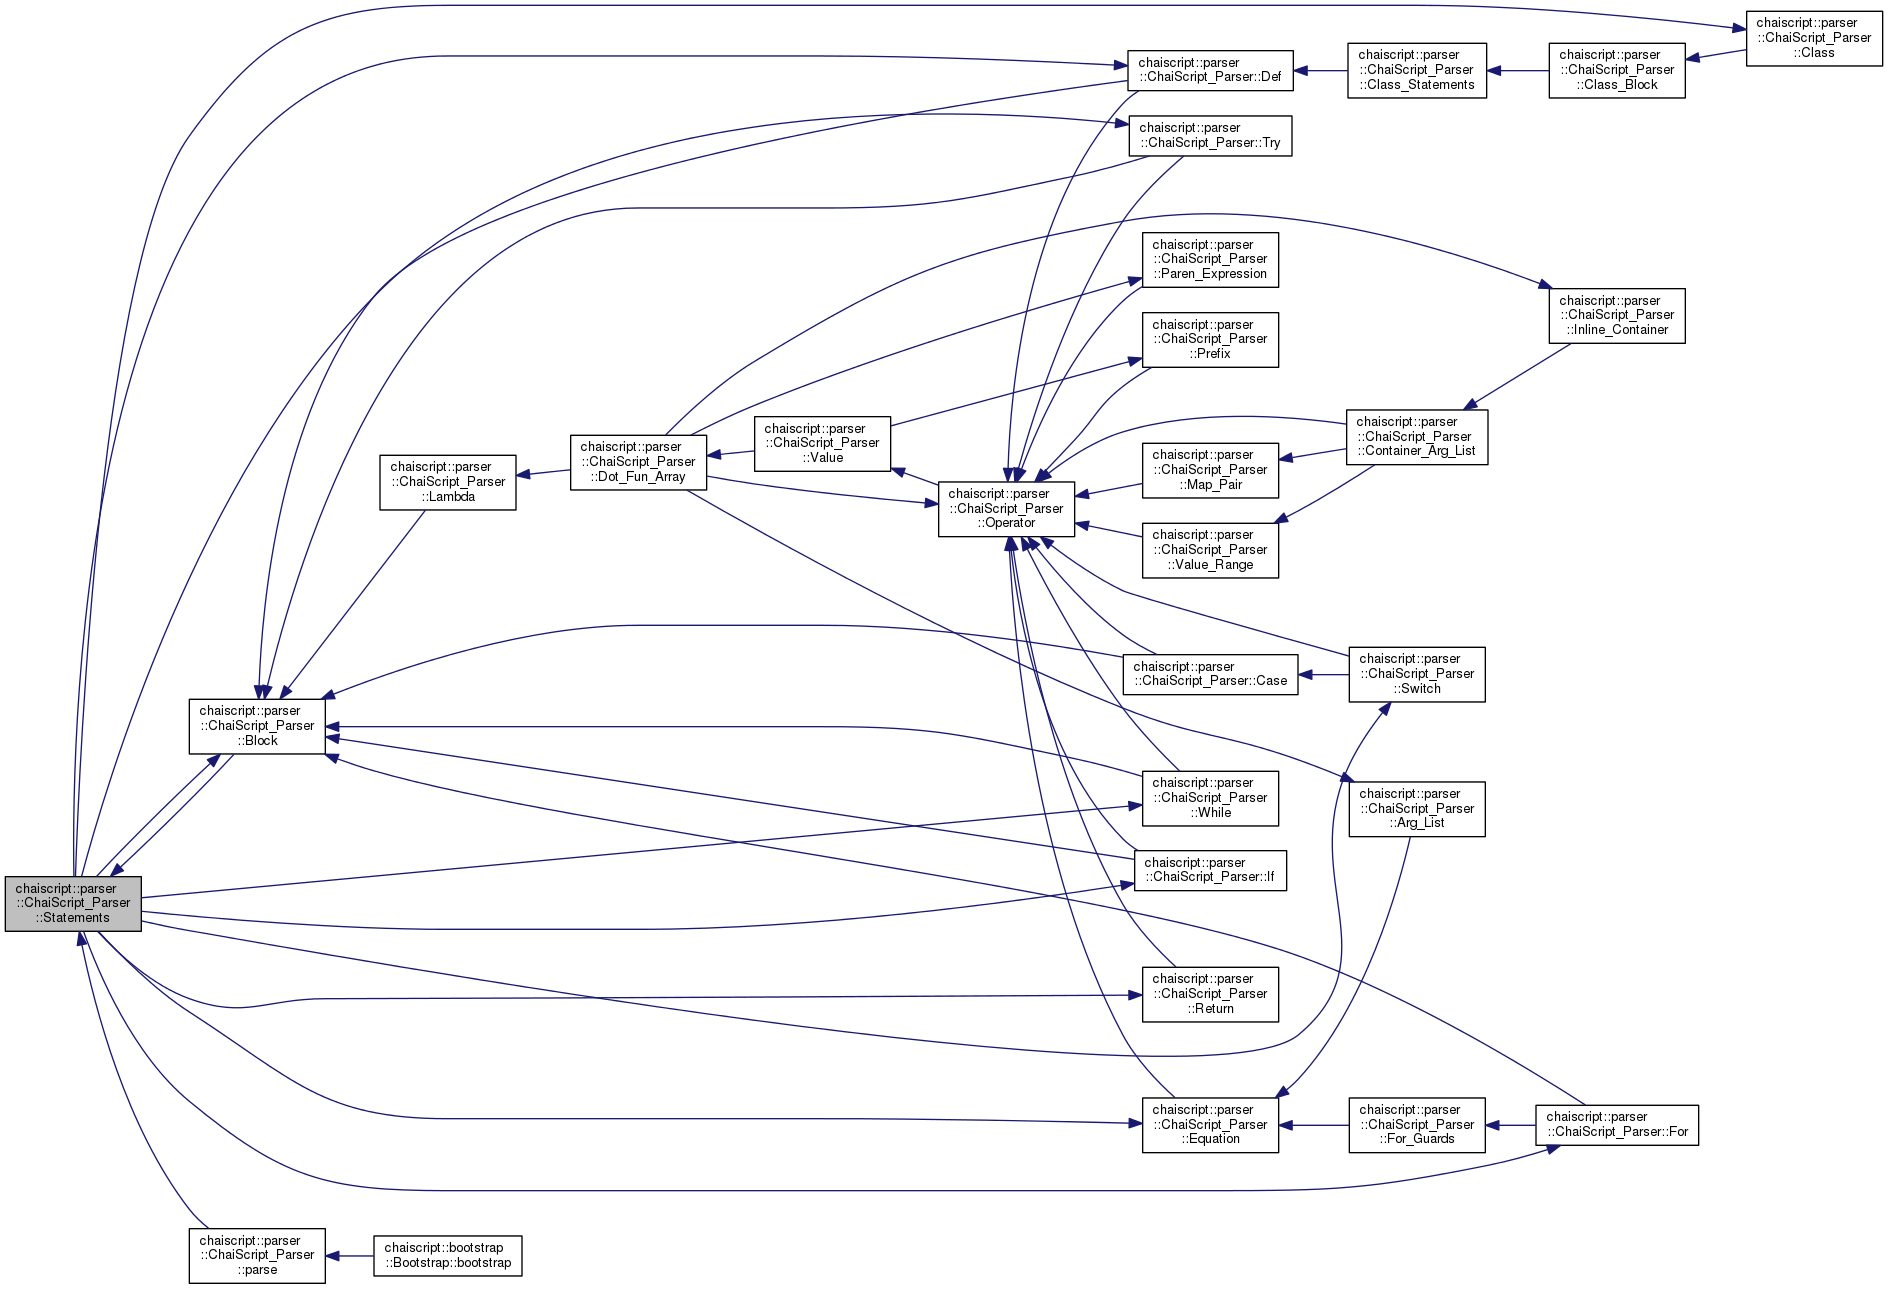 chaiscript::parser
::ChaiScript_Parser
::Class
chaiscript::parser
::ChaiScript_Parser::Def
chaiscript::parser
::ChaiScript_Parser
::Class_Statements
chaiscript::parser
::ChaiScript_Parser
::Class_Block
chaiscript::parser
::ChaiScript_Parser::Try
chaiscript::parser
::ChaiScript_Parser
::Paren_Expression
chaiscript::parser
::ChaiScript_Parser
::Inline_Container
chaiscript::parser
::ChaiScript_Parser
::Prefix
chaiscript::parser
::ChaiScript_Parser
::Container_Arg_List
chaiscript::parser
::ChaiScript_Parser
::Value
chaiscript::parser
::ChaiScript_Parser
::Dot_Fun_Array
chaiscript::parser
::ChaiScript_Parser
::Lambda
chaiscript::parser
::ChaiScript_Parser
::Map_Pair
chaiscript::parser
::ChaiScript_Parser
::Operator
chaiscript::parser
::ChaiScript_Parser
::Value_Range
chaiscript::parser
::ChaiScript_Parser::Case
chaiscript::parser
::ChaiScript_Parser
::Switch
chaiscript::parser
::ChaiScript_Parser
::Block
chaiscript::parser
::ChaiScript_Parser
::While
chaiscript::parser
::ChaiScript_Parser
::Arg_List
chaiscript::parser
::ChaiScript_Parser::If
chaiscript::parser
::ChaiScript_Parser
::Statements
chaiscript::parser
::ChaiScript_Parser
::Return
chaiscript::parser
::ChaiScript_Parser
::Equation
chaiscript::parser
::ChaiScript_Parser
::For_Guards
chaiscript::parser
::ChaiScript_Parser::For
chaiscript::parser
::ChaiScript_Parser
::parse
chaiscript::bootstrap
::Bootstrap::bootstrap